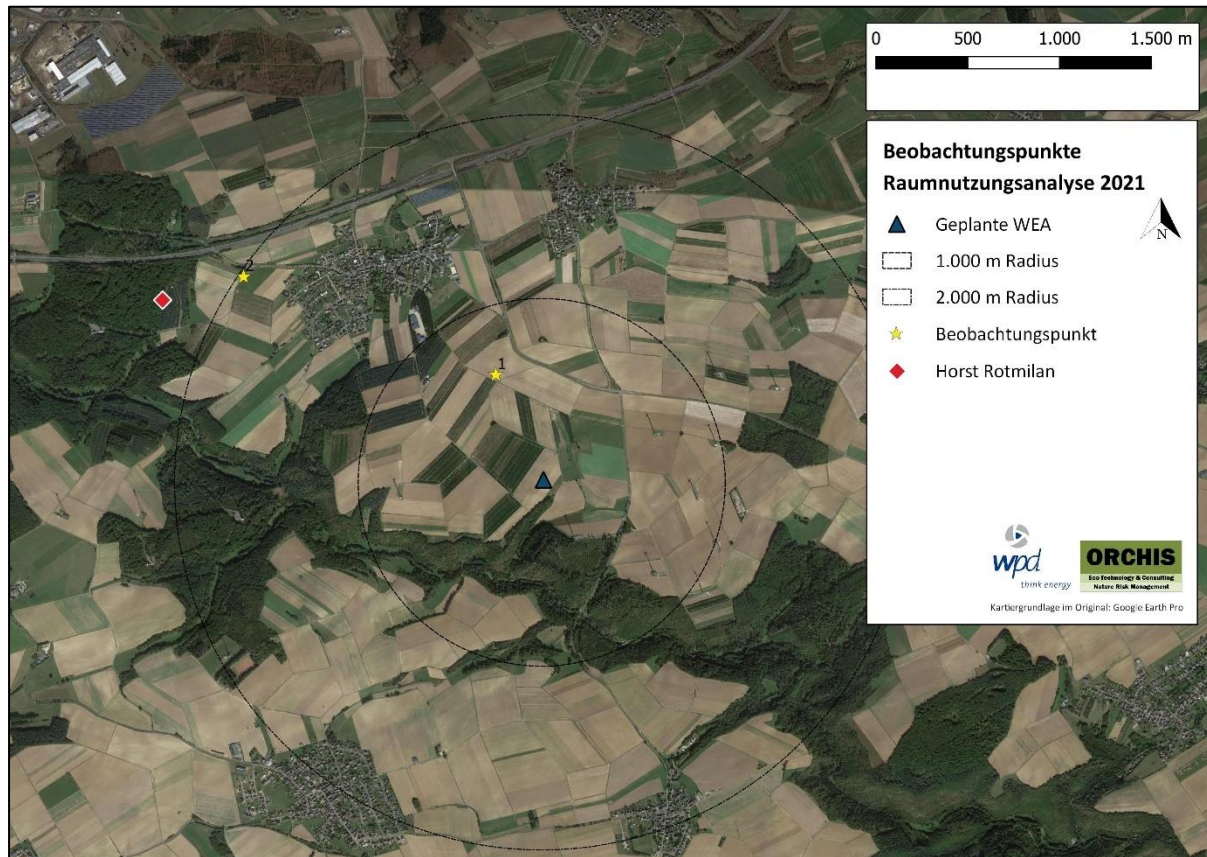 0 500 1.000 1.500 m
Beobachtungspunkte
Raumnutzungsanalyse 2021
Geplante WEA
1.000 m Radius
2.000 m Radius
Beobachtungspunkt
Horst Rotmilan
N
2
1
wpd
think energy
ORCHIS
Eco Technology & Consulting
Nature Risk Management
Kartiergrundlage im Original: Google Earth Pro